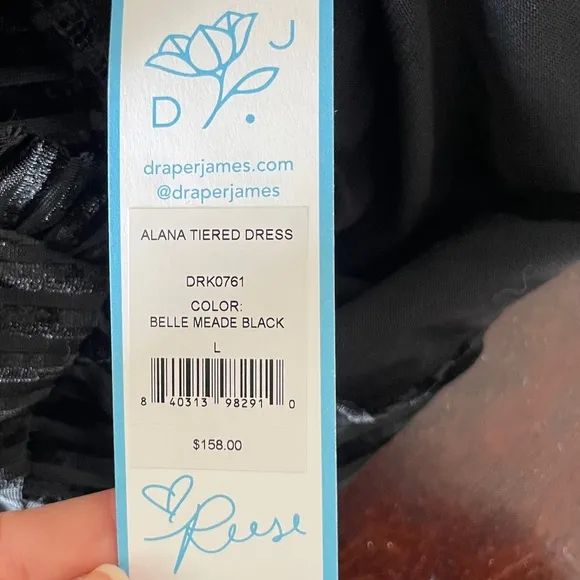 D J
draperjames.com
@draperjames
ALANA TIERED DRESS
DRK0761
COLOR:
BELLE MEADE BLACK
L
8 40313 98291 0
$158.00
Reese